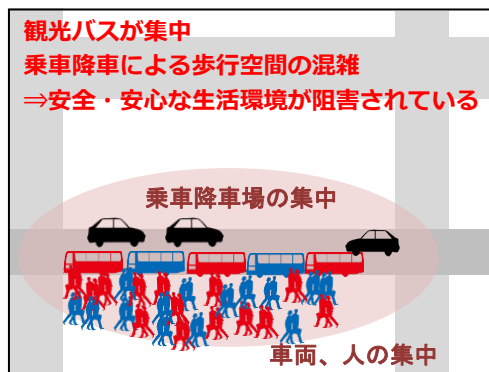 観光バスが集中
乗車降車による歩行空間の混雑
⇒安全・安心な生活環境が阻害されている
乗車降車場の集中
車両、人の集中